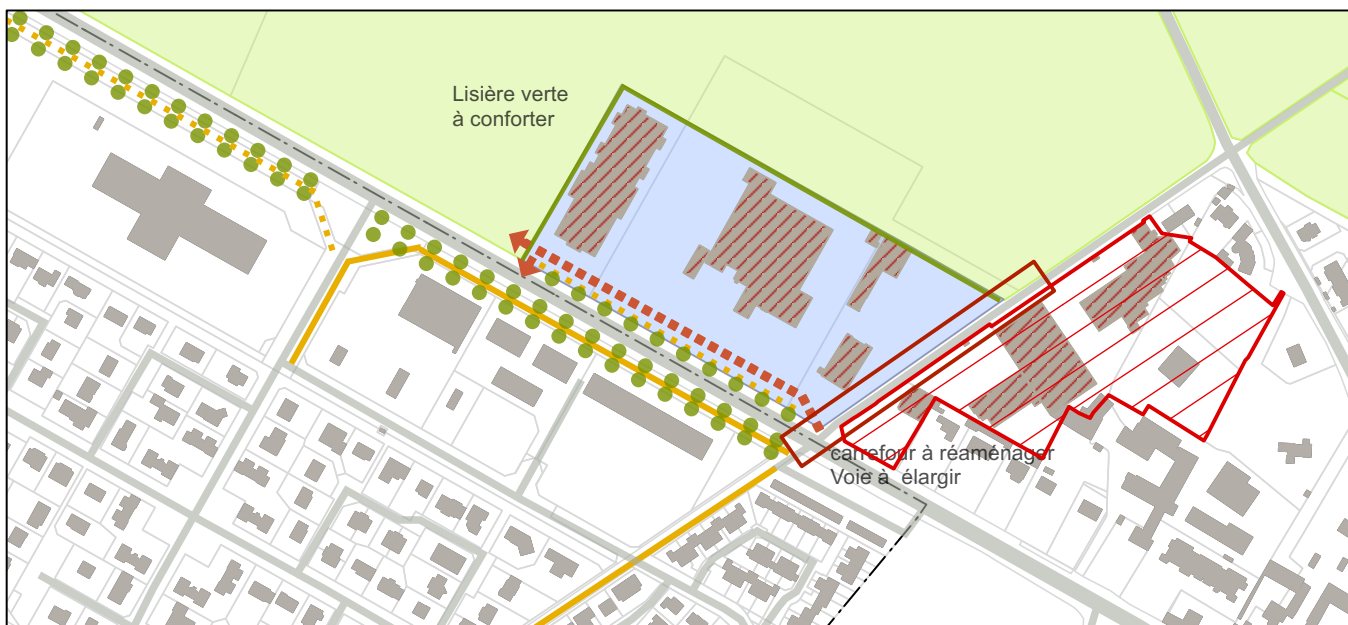 Lisière verte
à conforter
carrefour à réaménager
Voie à  élargir